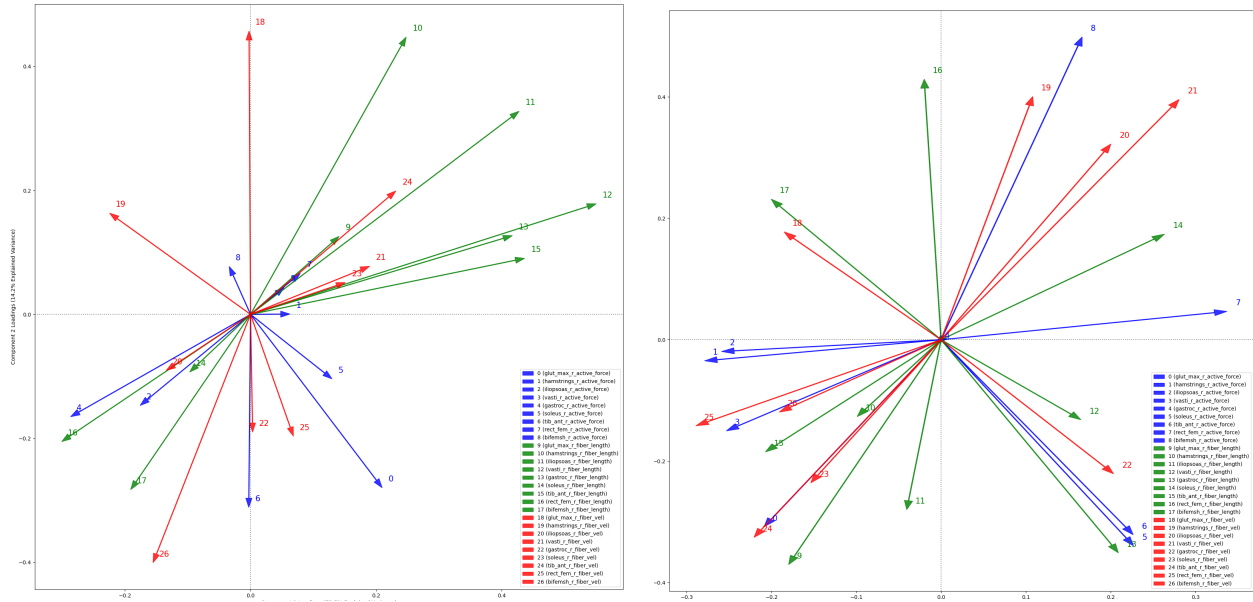 Component 2 Loadings (14.2% Explained Variance)
0.4
0.2
0.0
−0.2
−0.4
−0.2
0.0
0.2
0.4
18
10
11
12
24
19
9
13
15
8
7
21
23
1
20
14
5
4
2
16
22
25
17
0
6
26
0 (glut_max_r_active_force)
1 (hamstrings_r_active_force)
2 (iliopsoas_r_active_force)
3 (vasti_r_active_force)
4 (gastroc_r_active_force)
5 (soleus_r_active_force)
6 (tib_ant_r_active_force)
7 (rect_fem_r_active_force)
8 (bifemsh_r_active_force)
9 (glut_max_r_fiber_length)
10 (hamstrings_r_fiber_length)
11 (iliopsoas_r_fiber_length)
12 (vasti_r_fiber_length)
13 (gastroc_r_fiber_length)
14 (soleus_r_fiber_length)
15 (tib_ant_r_fiber_length)
16 (rect_fem_r_fiber_length)
17 (bifemsh_r_fiber_length)
18 (glut_max_r_fiber_vel)
19 (hamstrings_r_fiber_vel)
20 (iliopsoas_r_fiber_vel)
21 (vasti_r_fiber_vel)
22 (gastroc_r_fiber_vel)
23 (soleus_r_fiber_vel)
24 (tib_ant_r_fiber_vel)
25 (rect_fem_r_fiber_vel)
26 (bifemsh_r_fiber_vel)
0.4
0.2
0.0
−0.2
−0.4
−0.3
−0.2
−0.1
0.0
0.1
0.2
0.3
8
16
19
21
20
17
18
14
7
2
1
25
26
3
10
12
15
23
22
11
24
0
6
5
9
13
0 (glut_max_r_active_force)
1 (hamstrings_r_active_force)
2 (iliopsoas_r_active_force)
3 (vasti_r_active_force)
4 (gastroc_r_active_force)
5 (soleus_r_active_force)
6 (tib_ant_r_active_force)
7 (rect_fem_r_active_force)
8 (bifemsh_r_active_force)
9 (glut_max_r_fiber_length)
10 (hamstrings_r_fiber_length)
11 (iliopsoas_r_fiber_length)
12 (vasti_r_fiber_length)
13 (gastroc_r_fiber_length)
14 (soleus_r_fiber_length)
15 (tib_ant_r_fiber_length)
16 (rect_fem_r_fiber_length)
17 (bifemsh_r_fiber_length)
18 (glut_max_r_fiber_vel)
19 (hamstrings_r_fiber_vel)
20 (iliopsoas_r_fiber_vel)
21 (vasti_r_fiber_vel)
22 (gastroc_r_fiber_vel)
23 (soleus_r_fiber_vel)
24 (tib_ant_r_fiber_vel)
25 (rect_fem_r_fiber_vel)
26 (bifemsh_r_fiber_vel)